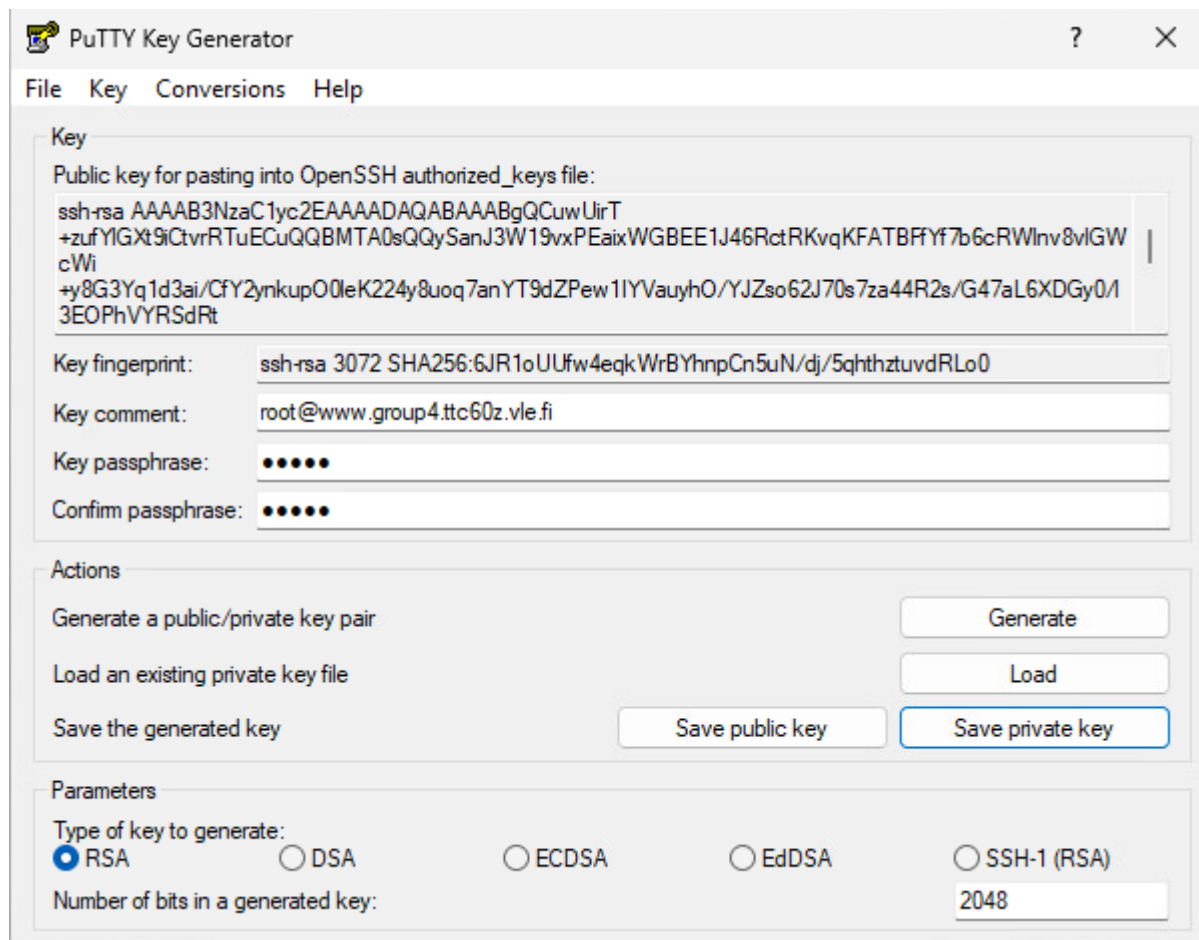 PuTTY Key Generator
?
File Key Conversions Help
Key
Public key for pasting into OpenSSH authorized_keys file:
ssh-rsa AAAAB3NzaC1yc2EAAAADAQABAAABgQCuwUirT
+zufYlGXt9iCtvrRTuECuQQBMTA0sQQySanJ3W19vxPEaixWGBEE1J46RctRKvqKFATBFfYf7b6cRWlnv8vlGW
cWi
+y8G3Yq1d3ai/CfY2ynkupO0leK224y8uoq7anYT9dZPew1IYVauyhO/YJZso62J70s7za44R2s/G47aL6XDGy0/l
3EOPhVYRSdRt
Key fingerprint: ssh-rsa 3072 SHA256:6JR1oUUfw4eqkWrBYhnpCn5uN/dj/5qhthztuvdRLo0
Key comment: root@www.group4.ttc60z.vle.fi
Key passphrase: •••••
Confirm passphrase: •••••
Actions
Generate a public/private key pair Generate
Load an existing private key file Load
Save the generated key Save public key Save private key
Parameters
Type of key to generate:
RSA DSA ECDSA EdDSA SSH-1 (RSA)
Number of bits in a generated key: 2048